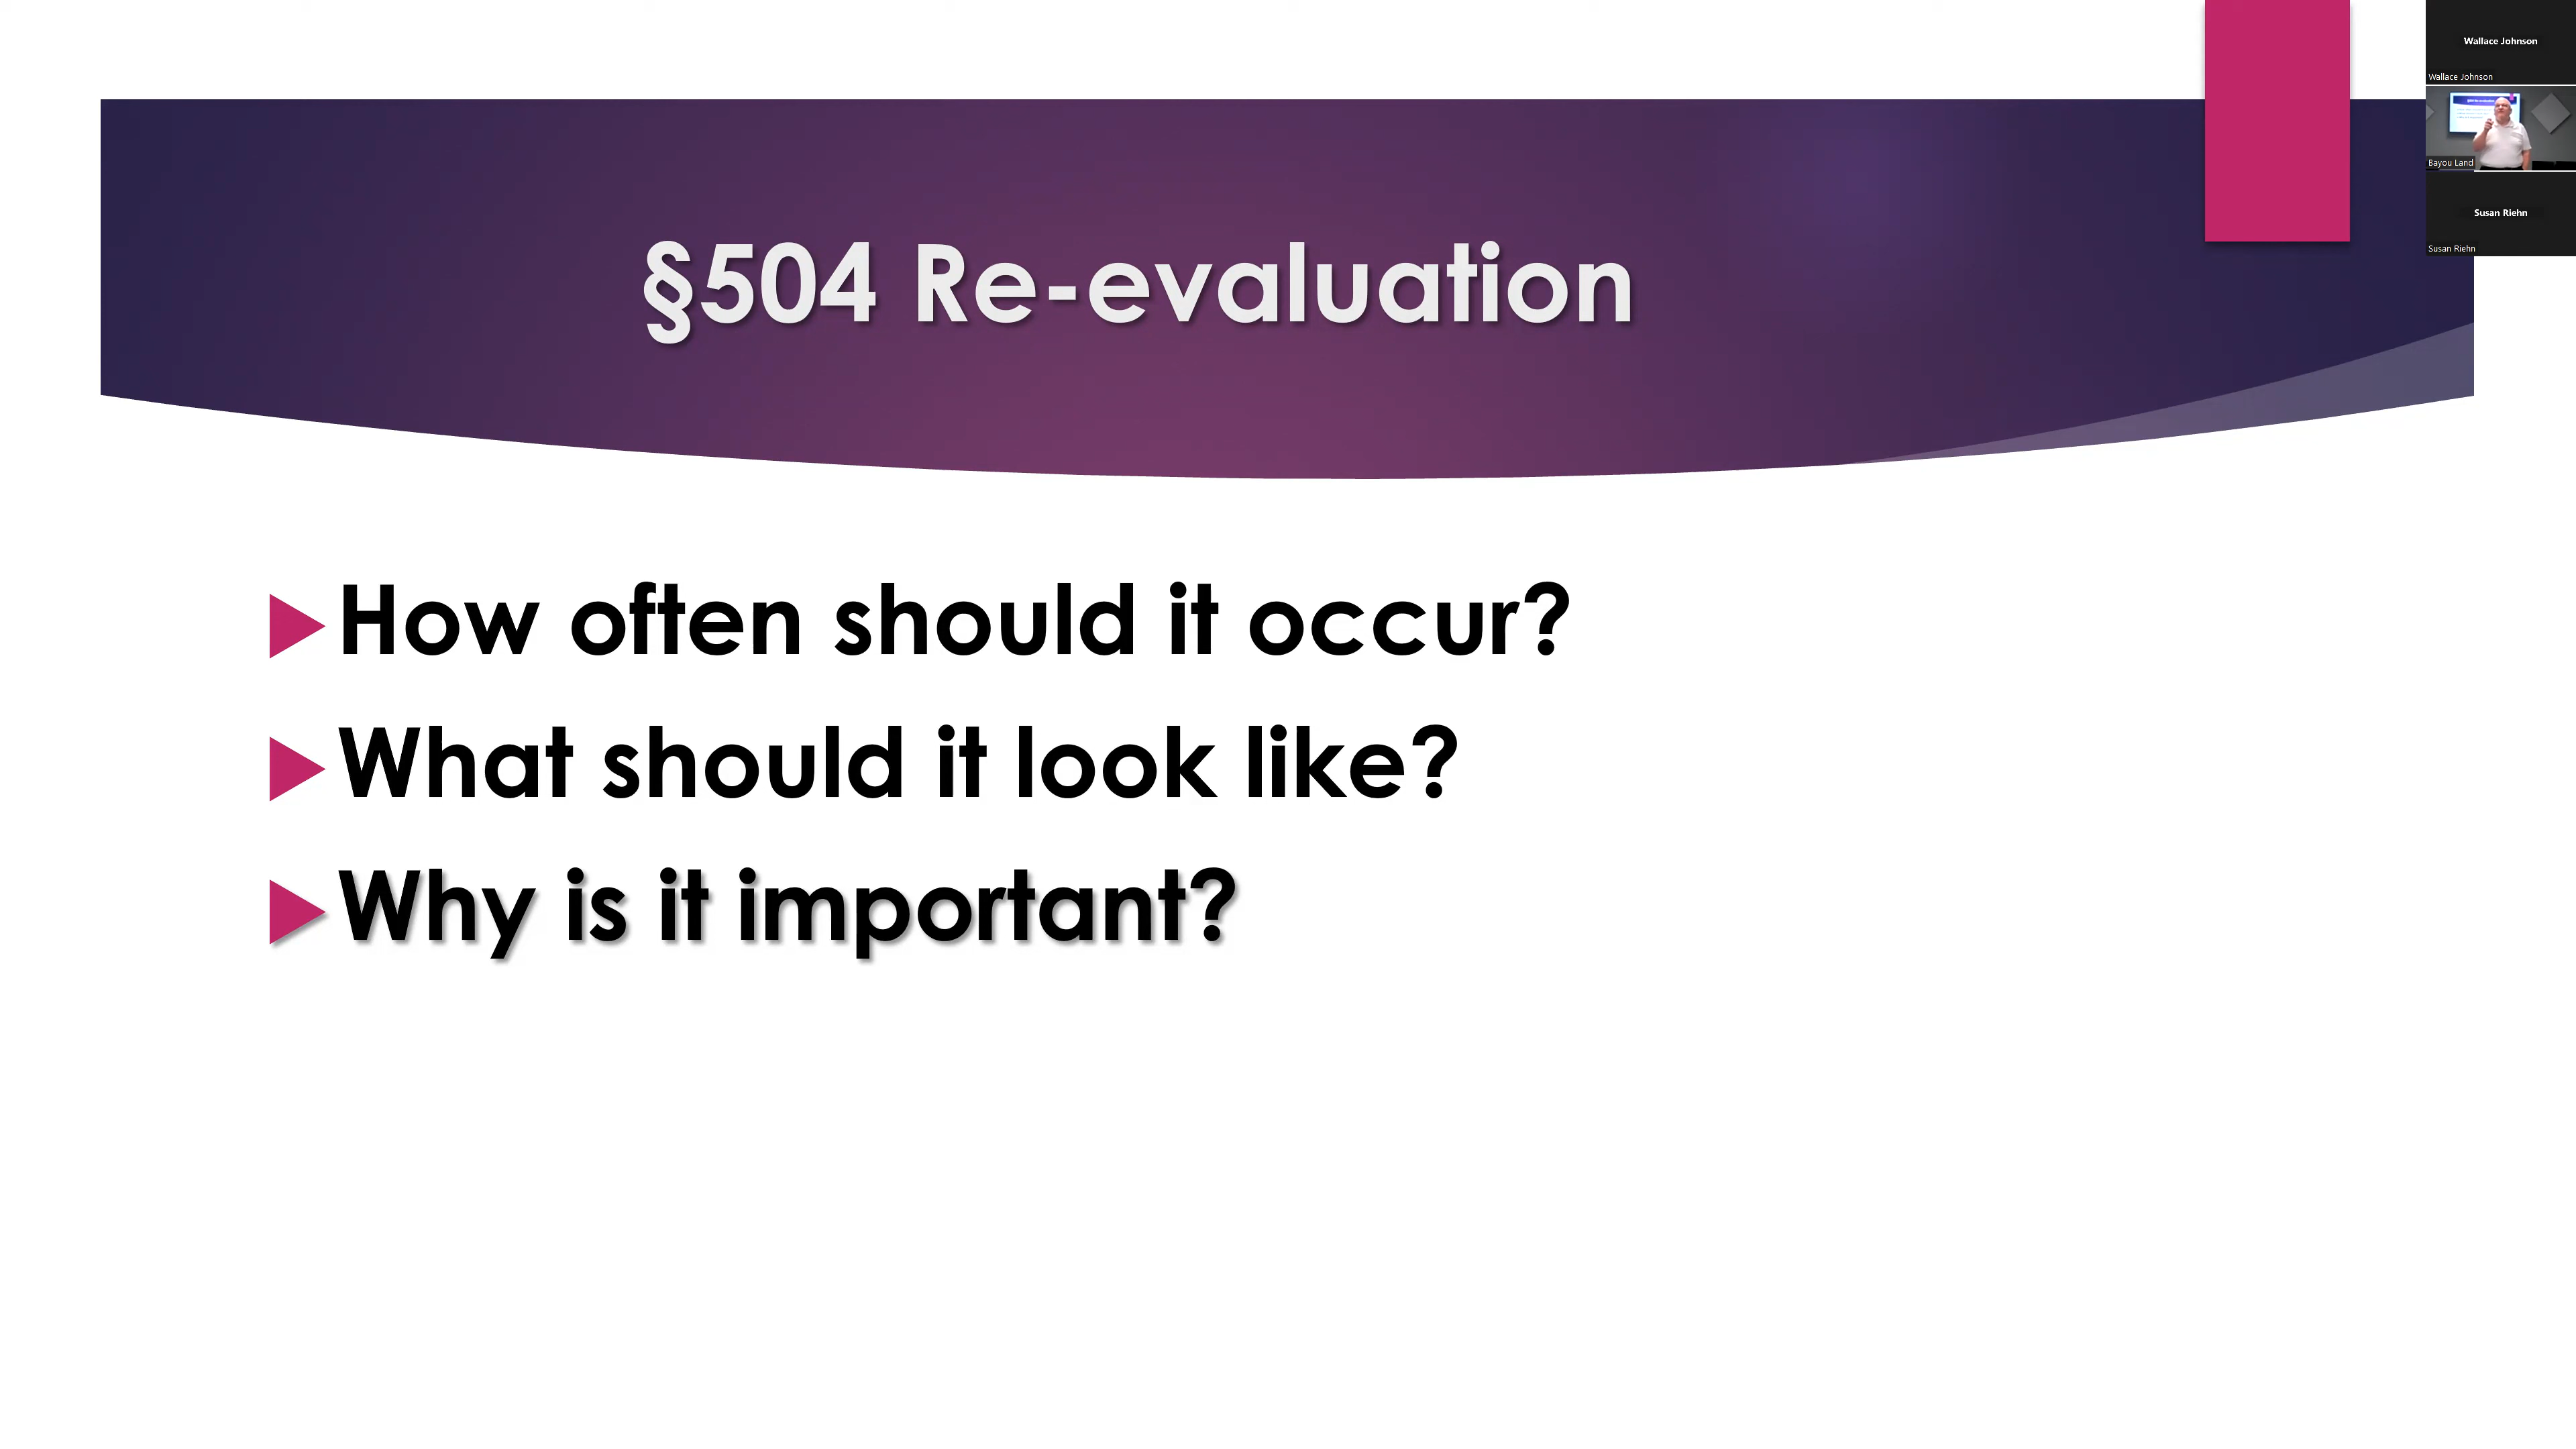 §504 Re-evaluation
How often should it occur?
What should it look like?
Why is it important?
Wallace Johnson
Wallace Johnson
Bayou Land
Susan Riehn
Susan Riehn